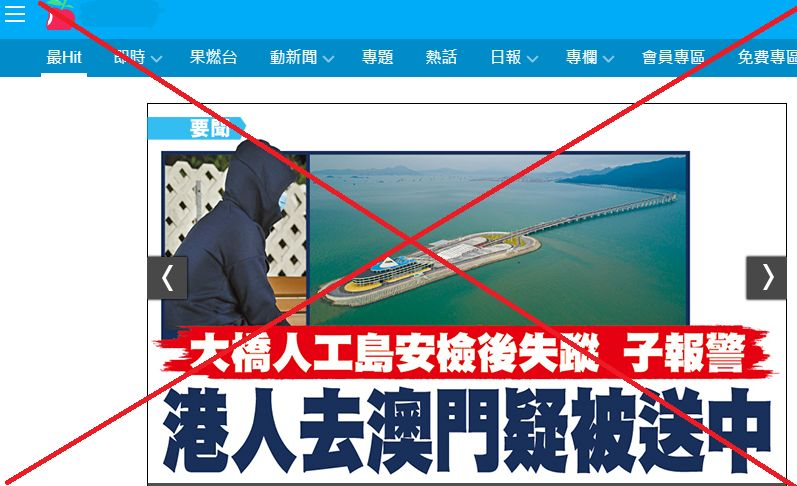 最Hit 即時 果燃台 動新聞 專題 熱話 日報 專欄 會員專區 免費專區
要聞
大橋人工島安檢後失蹤 子報警
港人去澳門疑被送中